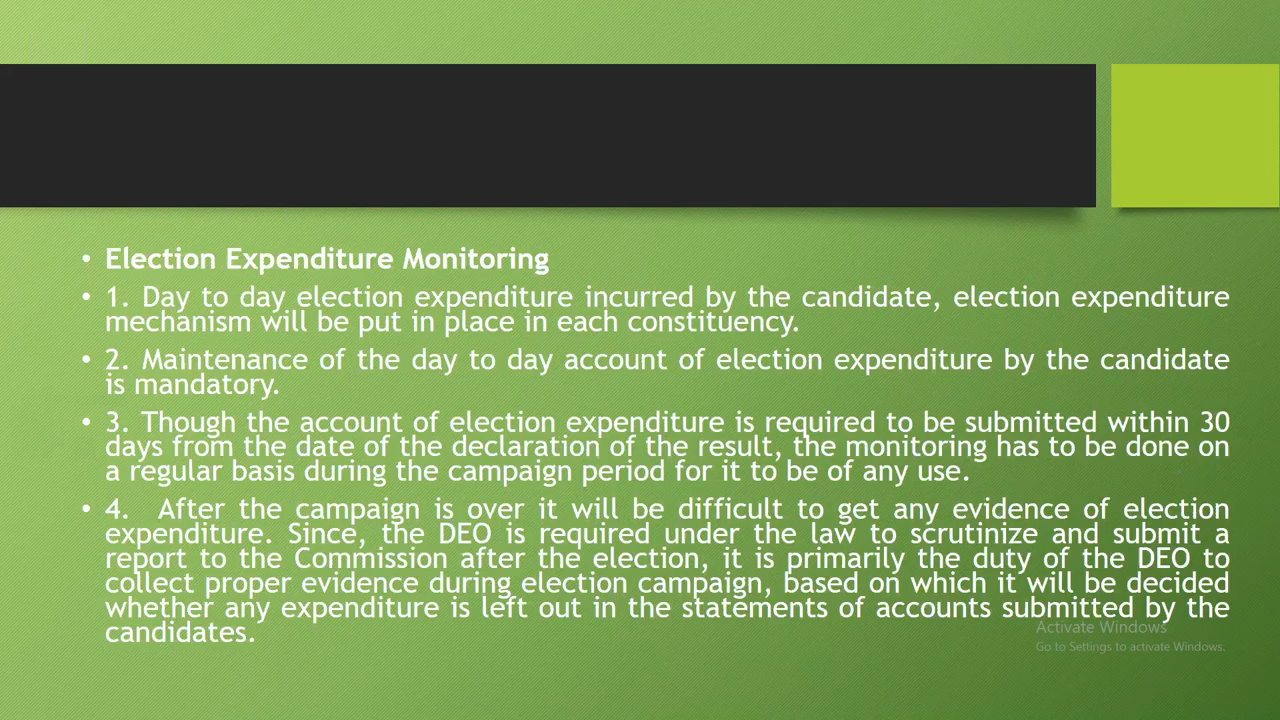 • Election Expenditure Monitoring
• 1. Day to day election expenditure incurred by the candidate, election expenditure
mechanism will be put in place in each constituency.
• 2. Maintenance of the day to day account of election expenditure by the candidate
is mandatory.
• 3. Though the account of election expenditure is required to be submitted within 30
days from the date of the declaration of the result, the monitoring has to be done on
a regular basis during the campaign period for it to be of any use.
• 4. After the campaign is over it will be difficult to get any evidence of election
expenditure. Since, the DEO is required under the law to scrutinize and submit a
report to the Commission after the election, it is primarily the duty of the DEO to
collect proper evidence during election campaign, based on which it will be decided
whether any expenditure is left out in the statements of accounts submitted by the
candidates.
Activate Windows
Go to Settings to activate Windows.